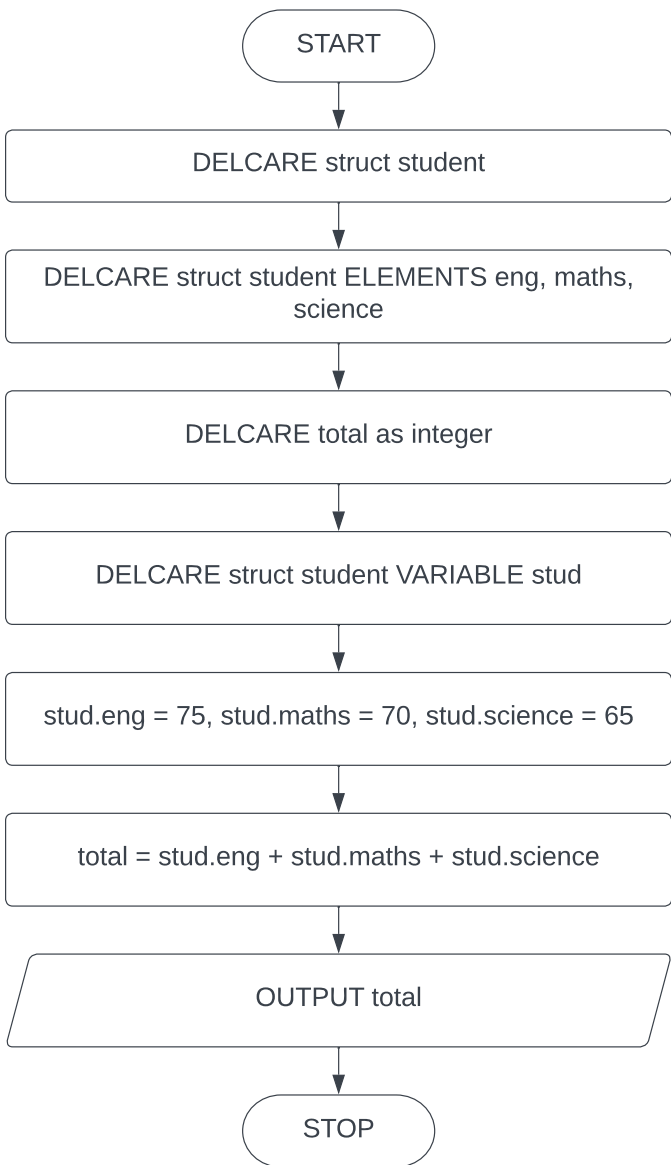 START
DELCARE struct student
DELCARE struct student ELEMENTS eng, maths,
science
DELCARE total as integer
DELCARE struct student VARIABLE stud
stud.eng = 75, stud.maths = 70, stud.science = 65
total = stud.eng + stud.maths + stud.science
OUTPUT total
STOP